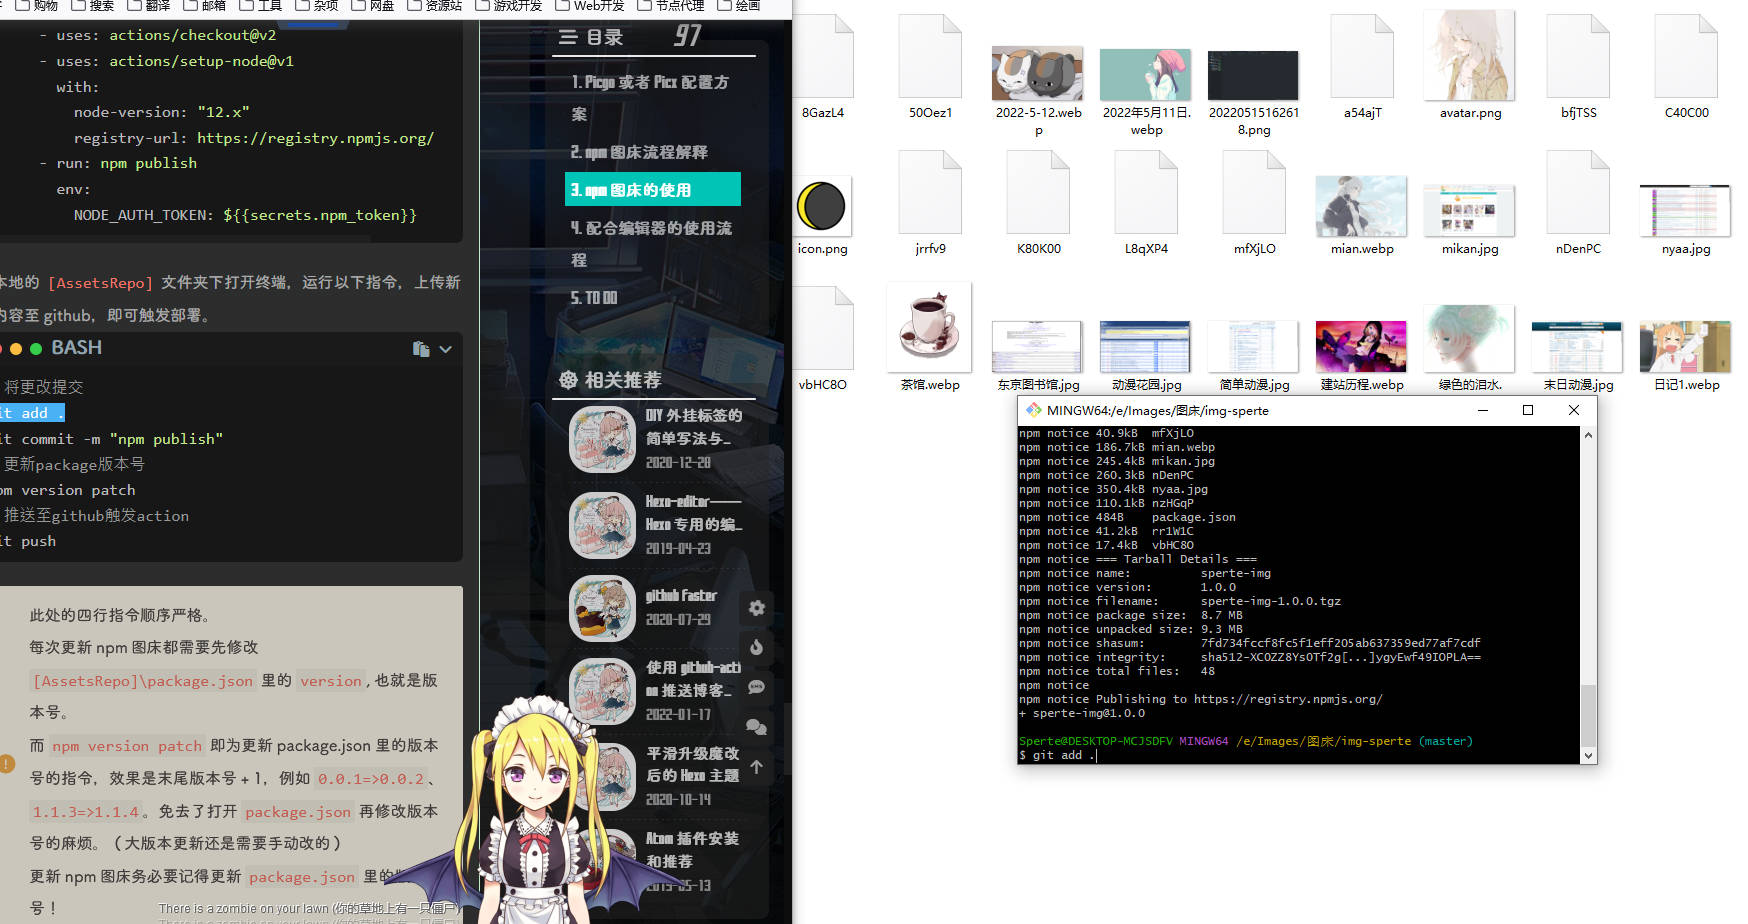 购物
搜索
翻译
邮箱
工具
杂项
网盘
资源站
游戏开发
Web开发
节点代理
绘画
- uses: actions/checkout@v2
- uses: actions/setup-node@v1
with:
node-version: "12.x"
registry-url: https://registry.npmjs.org/
- run: npm publish
env:
NODE_AUTH_TOKEN: ${{secrets.npm_token}}
本地的 [AssetsRepo] 文件夹下打开终端，运行以下指令，上传新
内容至 github，即可触发部署。
BASH
将更改提交
it add .
it commit -m "npm publish"
更新package版本号
pm version patch
推送至github触发action
it push
此处的四行指令顺序严格。
每次更新 npm 图床都需要先修改
[AssetsRepo]\package.json 里的 version , 也就是版
本号。
而 npm version patch 即为更新 package.json 里的版本
号的指令，效果是末尾版本号 + 1，例如 0.0.1=>0.0.2 、
1.1.3=>1.1.4 。免去了打开 package.json 再修改版本
号的麻烦。（大版本更新还是需要手动改的）
更新 npm 图床务必要记得更新 package.json 里的
号！
There is a zombie on your lawn (你的草地上有一只僵尸)
目录
97
1. Picgo 或者 Picx 配置方
案
2. npm 图床流程解释
3. npm 图床的使用
4. 配合编辑器的使用流
程
5. TO DO
相关推荐
DIY 外挂标签的
简单写法与…
2020-12-20
Hexo-editor——
Hexo 专用的编…
2019-04-23
github faster
2020-07-29
使用 github-acti
on 推送博客…
2022-01-17
平滑升级魔改
后的 Hexo 主题
2020-10-14
Atom 插件安装
和推荐
2019-05-13
8GazL4
50Oez1
2022-5-12.web
p
2022年5月11日.
webp
2022051516261
8.png
a54ajT
avatar.png
bfjTSS
C40C00
icon.png
jrrfv9
K80K00
L8qXP4
mfXjLO
mian.webp
mikan.jpg
nDenPC
nyaa.jpg
vbHC8O
茶馆.webp
东京图书馆.jpg
动漫花园.jpg
简单动漫.jpg
建站历程.webp
绿色的泪水.
末日动漫.jpg
日记1.webp
MINGW64:/e/Images/图床/img-sperte
npm notice 40.9kB mfXjLO
npm notice 186.7kB mian.webp
npm notice 245.4kB mikan.jpg
npm notice 260.3kB nDenPC
npm notice 350.4kB nyaa.jpg
npm notice 110.1kB nzHGqP
npm notice 484B package.json
npm notice 41.2kB rr1W1C
npm notice 17.4kB vbHC8O
npm notice === Tarball Details ===
npm notice name: sperte-img
npm notice version: 1.0.0
npm notice filename: sperte-img-1.0.0.tgz
npm notice package size: 8.7 MB
npm notice unpacked size: 9.3 MB
npm notice shasum: 7fd734fccf8fc5f1eff205ab637359ed77af7cdf
npm notice integrity: sha512-XCOZZ8YsOTf2g[...]ygyEwf49IOPLA==
npm notice total files: 48
npm notice
npm notice Publishing to https://registry.npmjs.org/
+ sperte-img@1.0.0
Sperte@DESKTOP-MCJSDFV MINGW64 /e/Images/图床/img-sperte (master)
$ git add .